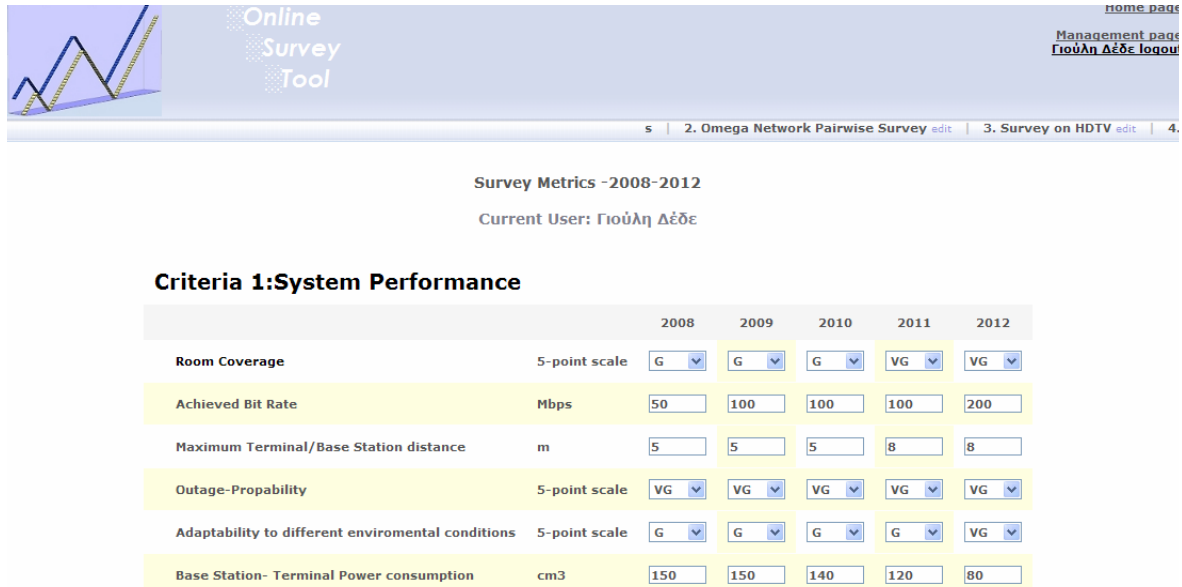 Online
Survey
Tool
Home page
Management page
Γιούλη Δέδε logout
s | 2. Omega Network Pairwise Survey edit | 3. Survey on HDTV edit | 4.
Survey Metrics -2008-2012
Current User: Γιούλη Δέδε
Criteria 1:System Performance
2008 2009 2010 2011 2012
Room Coverage 5-point scale G G G VG VG
Achieved Bit Rate Mbps 50 100 100 100 200
Maximum Terminal/Base Station distance m 5 5 5 8 8
Outage-Propability 5-point scale VG VG VG VG VG
Adaptability to different enviromental conditions 5-point scale G G G G VG
Base Station- Terminal Power consumption cm3 150 150 140 120 80